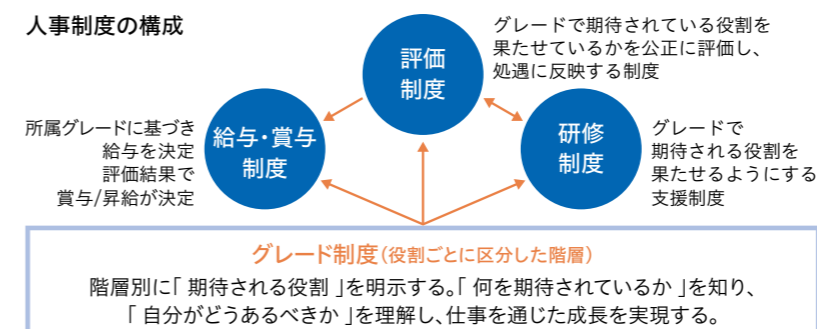 人事制度の構成
評価
制度
グレードで期待されている役割を
果たせているかを公正に評価し、
処遇に反映する制度
所属グレードに基づき
給与を決定
評価結果で
賞与/昇給が決定
給与・賞与
制度
研修
制度
グレードで
期待される役割を
果たせるようにする
支援制度
グレード制度(役割ごとに区分した階層)
階層別に「期待される役割」を明示する。「何を期待されているか」を知り、
「自分がどうあるべきか」を理解し、仕事を通じた成長を実現する。